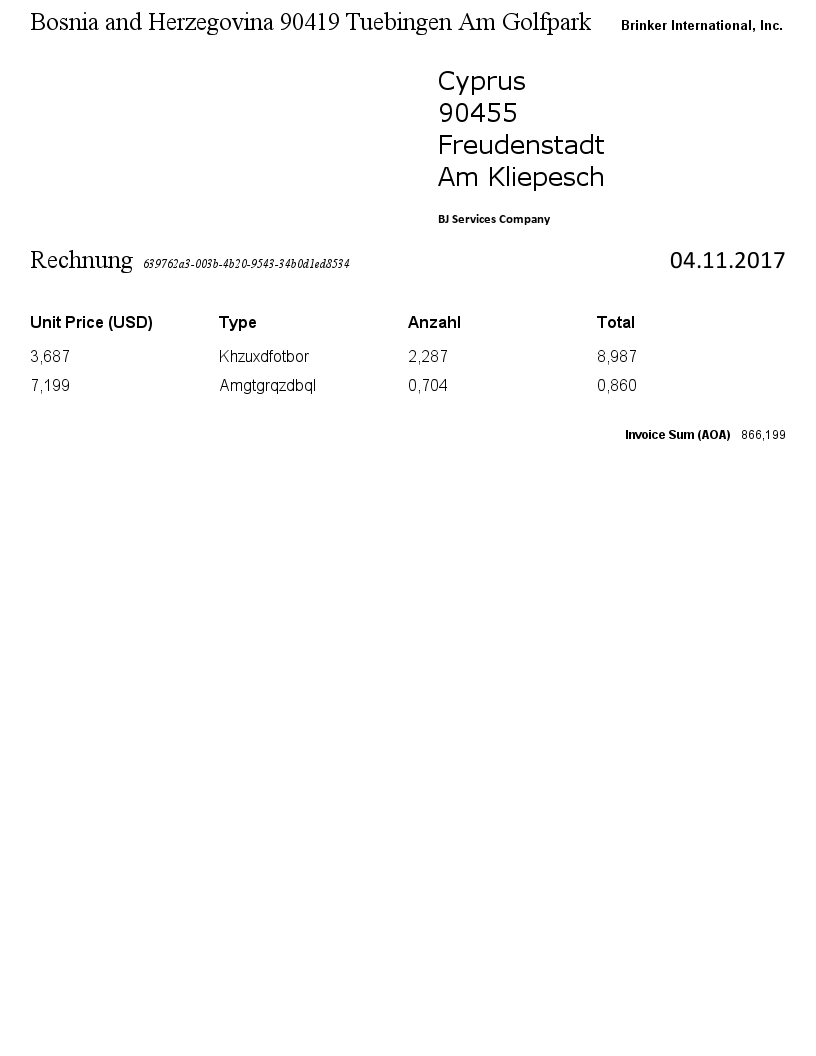 Bosnia and Herzegovina 90419 Tuebingen Am Golfpark Brinker International, Inc.
Cyprus
90455
Freudenstadt
Am Kliepesch
BJ Services Company
Rechnung 639762a3-003b-4b20-9543-34b0d1ed8534 04.11.2017
Unit Price (USD) Type Anzahl Total
3,687 Khzuxdfotbor 2,287 8,987
7,199 Amgtgrqzdbql 0,704 0,860
Invoice Sum (AOA) 866,199